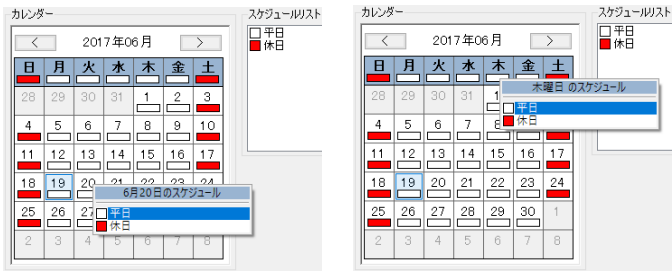 カレンダー
スケジュールリスト
< 2017年06月 >
平日
休日
日 月 火 水 木 金 土
28 29 30 31 1 2 3
4 5 6 7 8 9 10
11 12 13 14 15 16 17
18 19 20 21 22 23 24
6月20日のスケジュール
25 26 27
平日
休日
2 3 4 5 6 7 8
カレンダー
スケジュールリスト
< 2017年06月 >
平日
休日
日 月 火 水 木 金 土
木曜日 のスケジュール
28 29 30 31 1
平日
休日
4 5 6 7 8 17
11 12 13 14 15 16 17
18 19 20 21 22 23 24
25 26 27 28 29 30 1
2 3 4 5 6 7 8